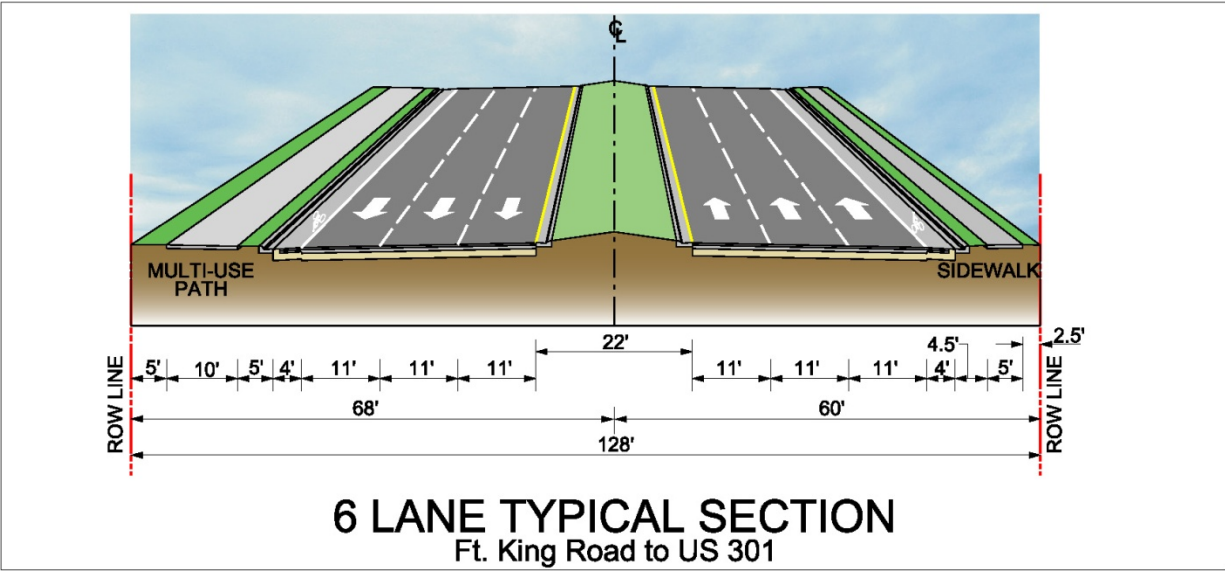 ℄
MULTI-USE
PATH
SIDEWALK
ROW LINE
5' 10' 5' 4' 11' 11' 11' 22' 11' 11' 11' 4' 4.5' 5' 2.5'
ROW LINE
68' 60'
128'
6 LANE TYPICAL SECTION
Ft. King Road to US 301